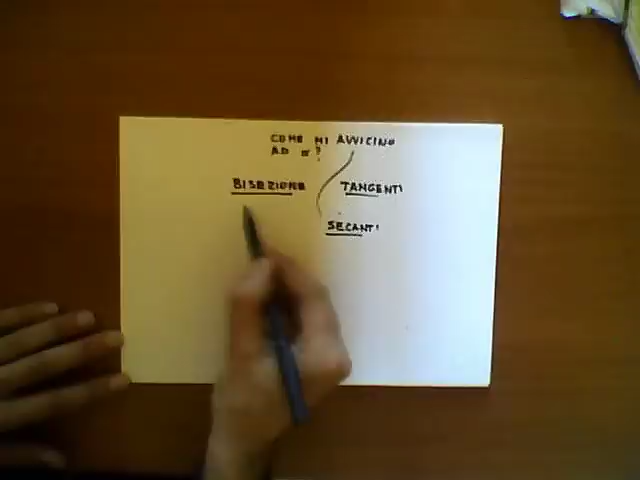 COME MI AVVICINO
AD α?
BISEZIONE
TANGENTI
SECANTI